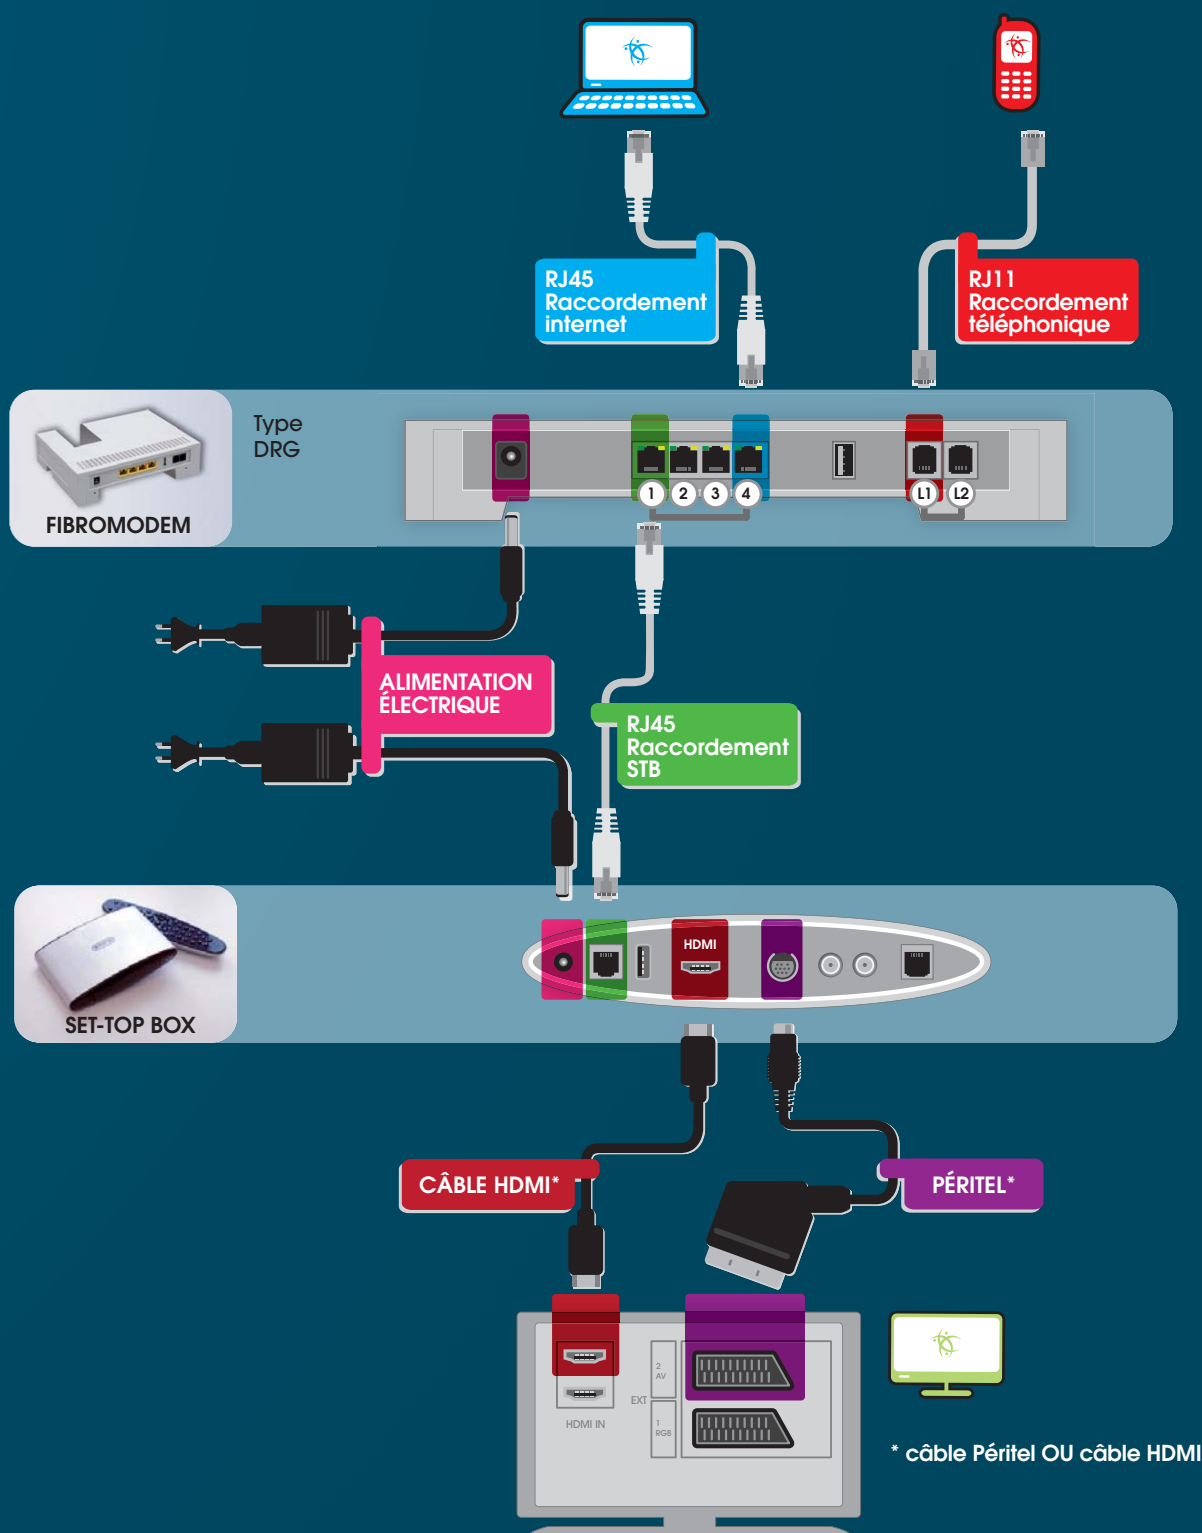 RJ45
Raccordement
internet
RJ11
Raccordement
téléphonique
Type
DRG
FIBROMODEM
1
2
3
4
L1
L2
ALIMENTATION
ÉLECTRIQUE
RJ45
Raccordement
STB
HDMI
SET-TOP BOX
CÂBLE HDMI*
PÉRITEL*
2
AV
EXT
1
RGB
HDMI IN
* câble Péritel OU câble HDMI